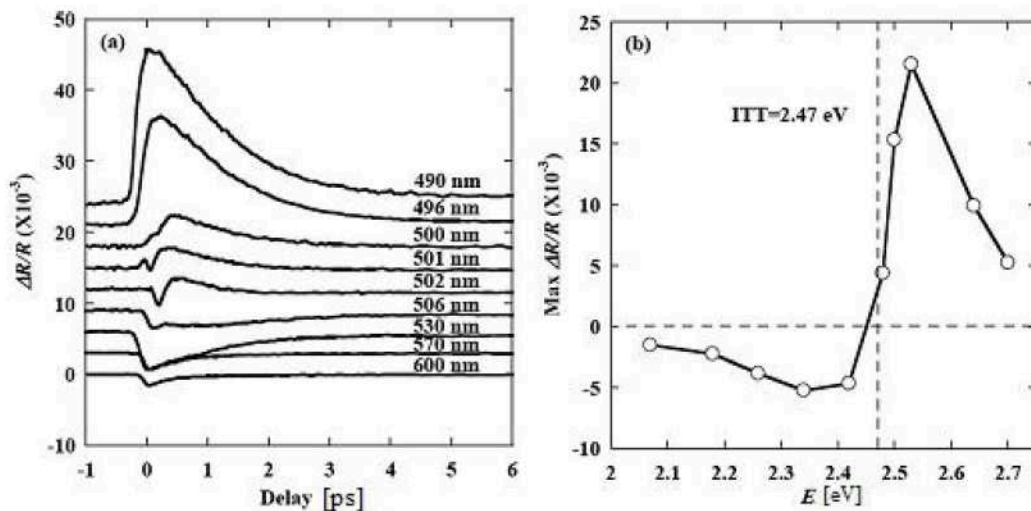 (a)
50
40
30
20
10
0
-10
ΔR/R (X10⁻³)
490 nm
496 nm
500 nm
501 nm
502 nm
506 nm
530 nm
570 nm
600 nm
-1 0 1 2 3 4 5 6
Delay [ps]
(b)
25
20
15
10
5
0
-5
-10
Max ΔR/R (X10⁻³)
ITT=2.47 eV
2 2.1 2.2 2.3 2.4 2.5 2.6 2.7
E [eV]